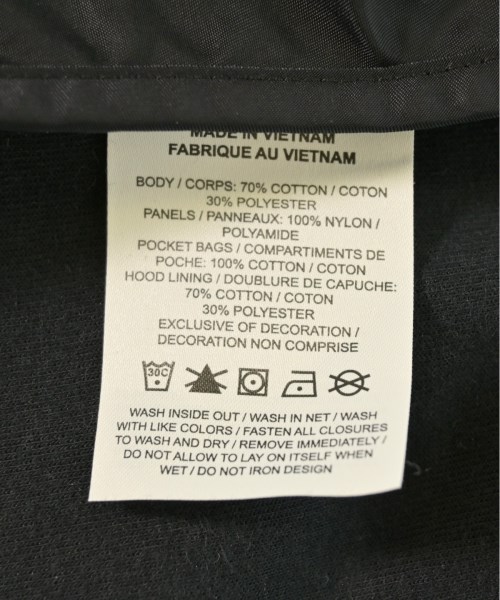 MADE IN VIETNAM
FABRIQUE AU VIETNAM
BODY / CORPS: 70% COTTON / COTON
30% POLYESTER
PANELS / PANNEAUX: 100% NYLON /
POLYAMIDE
POCKET BAGS / COMPARTIMENTS DE
POCHE: 100% COTTON / COTON
HOOD LINING / DOUBLURE DE CAPUCHE:
70% COTTON / COTON
30% POLYESTER
EXCLUSIVE OF DECORATION /
DECORATION NON COMPRISE
30C
WASH INSIDE OUT / WASH IN NET / WASH
WITH LIKE COLORS / FASTEN ALL CLOSURES
TO WASH AND DRY / REMOVE IMMEDIATELY /
DO NOT ALLOW TO LAY ON ITSELF WHEN
WET / DO NOT IRON DESIGN